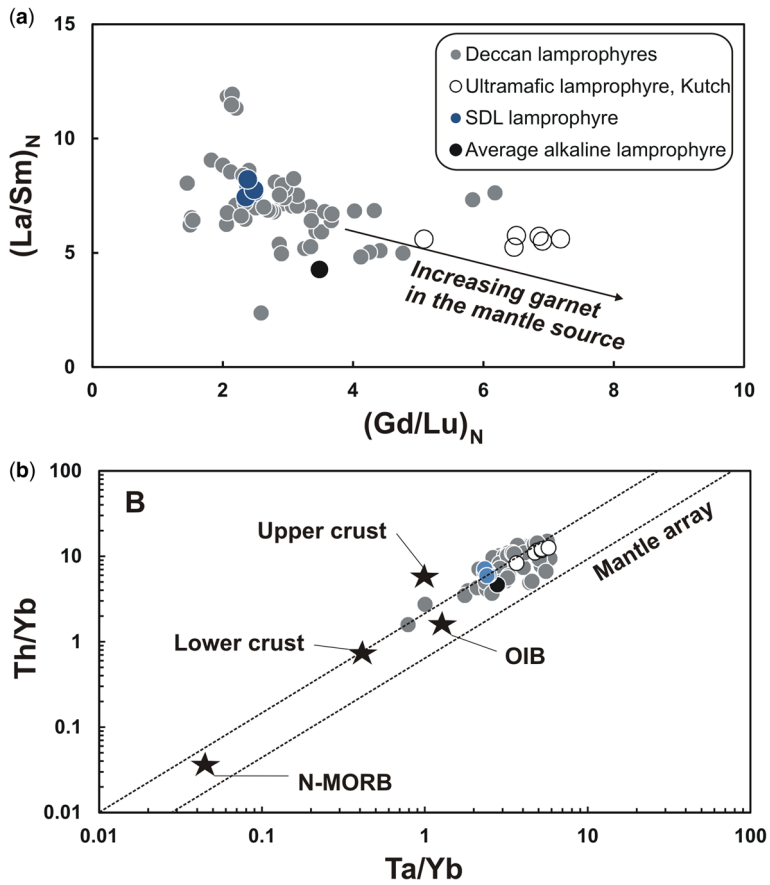 (a)
15
10
5
0
(La/Sm)N
Deccan lamprophyres
Ultramafic lamprophyre, Kutch
SDL lamprophyre
Average alkaline lamprophyre
Increasing garnet
in the mantle source
0 2 4 6 8 10
(Gd/Lu)N
(b)
100
10
1
0.1
0.01
Th/Yb
B
Upper crust
Mantle array
Lower crust
OIB
N-MORB
0.01 0.1 1 10 100
Ta/Yb